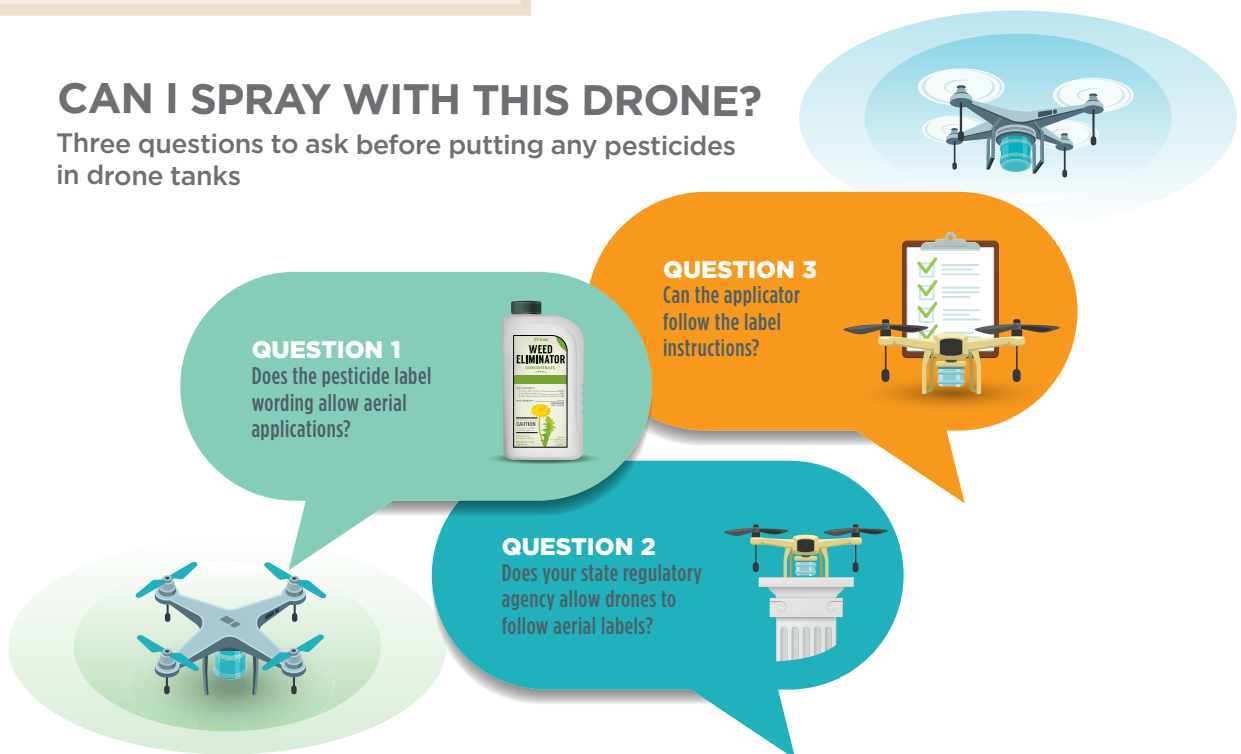 CAN I SPRAY WITH THIS DRONE?
Three questions to ask before putting any pesticides
in drone tanks
QUESTION 1
Does the pesticide label
wording allow aerial
applications?
WEED
ELIMINATOR
CONCENTRATE
CAUTION
QUESTION 2
Does your state regulatory
agency allow drones to
follow aerial labels?
QUESTION 3
Can the applicator
follow the label
instructions?